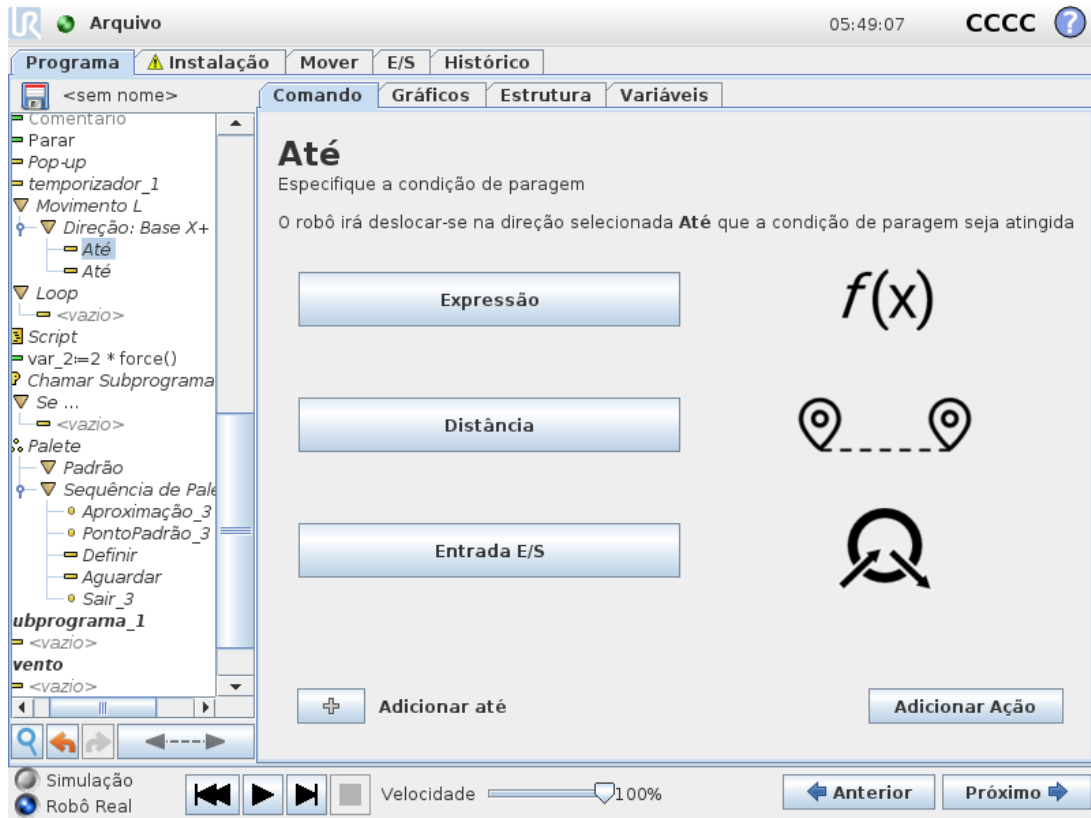 Arquivo 05:49:07 CCCC ?
Programa Instalação Mover E/S Histórico
<sem nome> Comando Gráficos Estrutura Variáveis
Comentário
Parar
Pop-up
temporizador_1
Movimento L
Direção: Base X+
Até
Até
Loop
<vazio>
Script
var_2:=2 * force()
Chamar Subprograma
Se ...
<vazio>
Palete
Padrão
Sequência de Pale
Aproximação_3
PontoPadrão_3
Definir
Aguardar
Sair_3
ubprograma_1
<vazio>
vento
<vazio>
Até
Especifique a condição de paragem
O robô irá deslocar-se na direção selecionada Até que a condição de paragem seja atingida
Expressão f(x)
Distância
Entrada E/S
Adicionar até Adicionar Ação
Simulação
Robô Real
Velocidade 100% Anterior Próximo